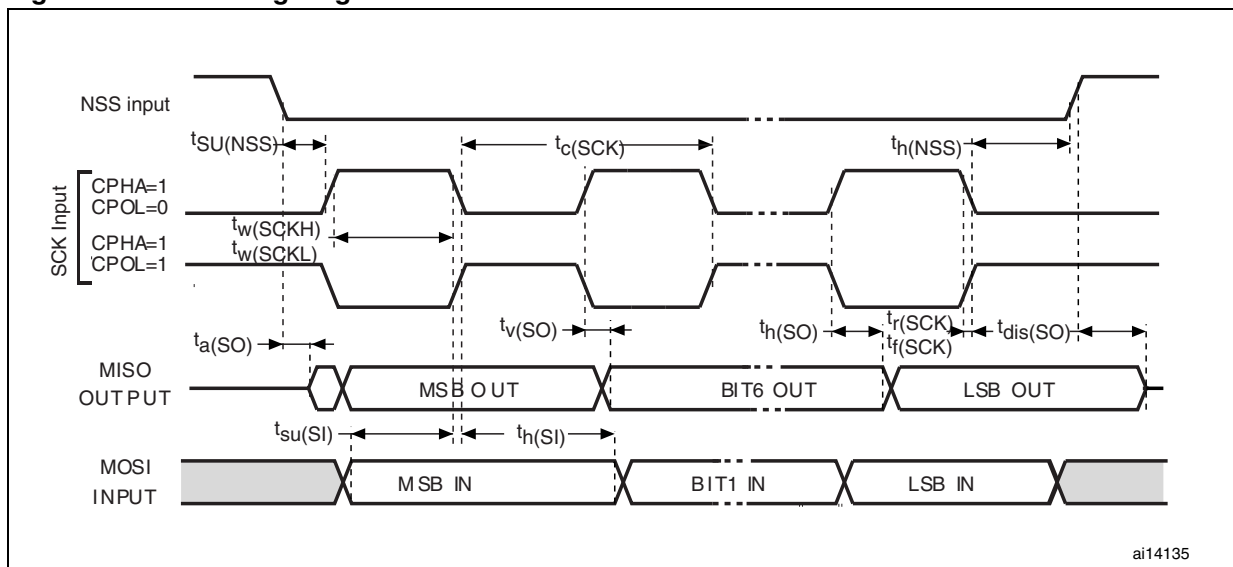 NSS input
tSU(NSS)
tc(SCK)
th(NSS)
SCK Input
CPHA=1
CPOL=0
tw(SCKH)
tw(SCKL)
CPHA=1
CPOL=1
ta(SO)
tv(SO)
th(SO)
tr(SCK)
tf(SCK)
tdis(SO)
MISO
OUTPUT
MSB OUT
BIT6 OUT
LSB OUT
tsu(SI)
th(SI)
MOSI
INPUT
MSB IN
BIT1 IN
LSB IN
ai14135